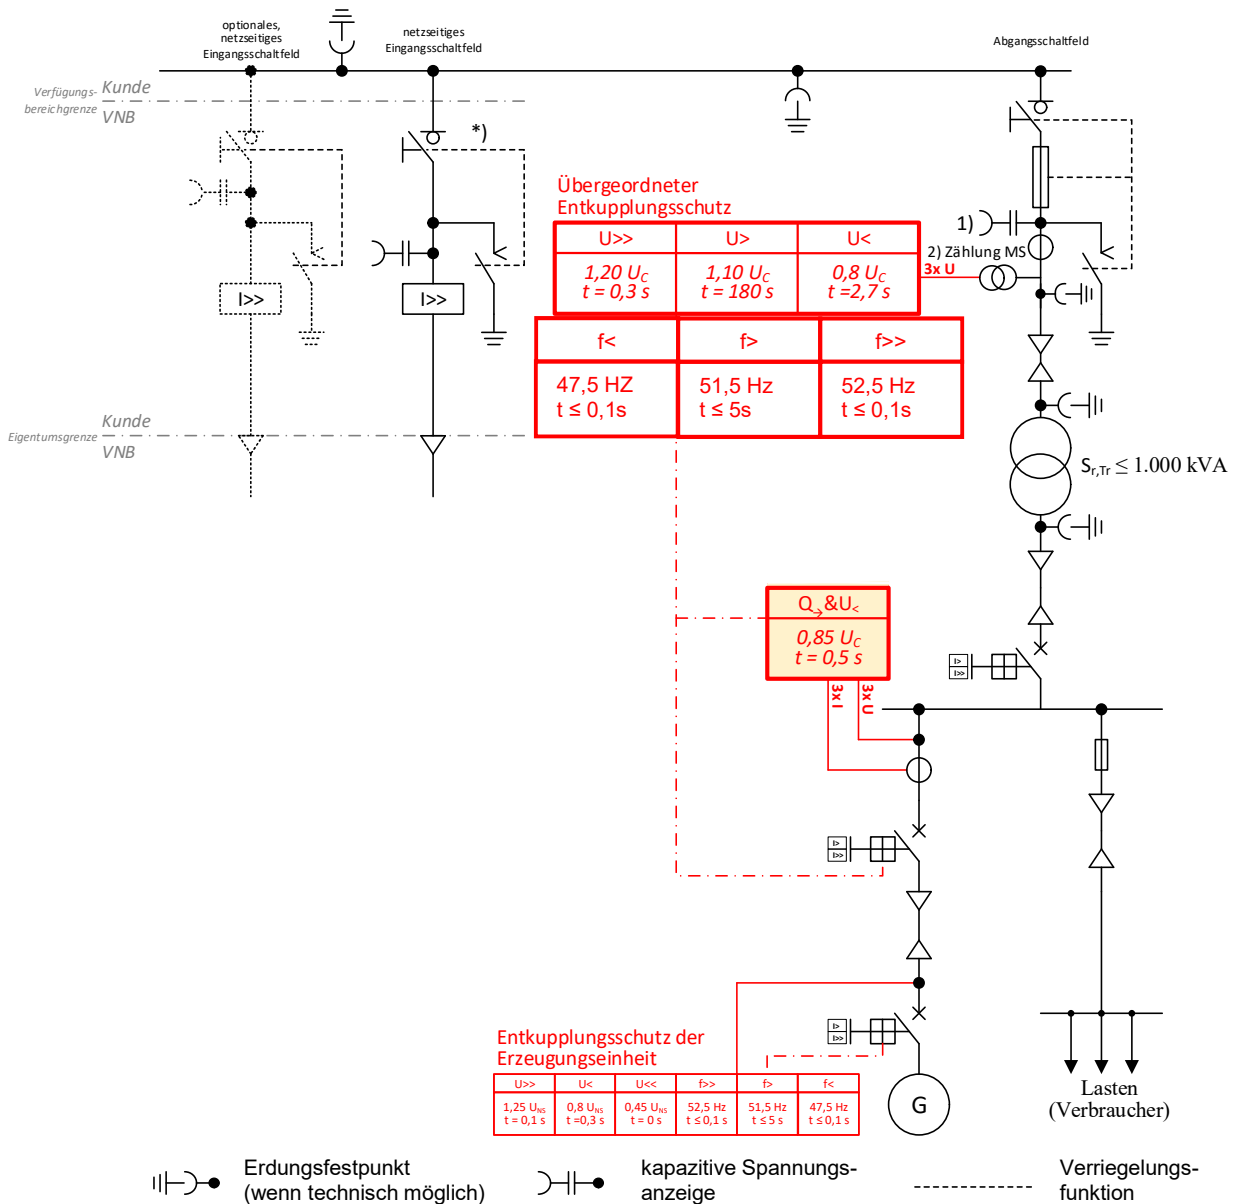 optionales,
netzseitiges
Eingangsschaltfeld
netzseitiges
Eingangsschaltfeld
Abgangsschaltfeld
Verfügungs-
bereichgrenze
Kunde
VNB
*)
Übergeordneter
Entkupplungsschutz
U>> U> U<
1,20 UC 1,10 UC 0,8 UC
t = 0,3 s t = 180 s t =2,7 s
f< f> f>>
47,5 HZ 51,5 Hz 52,5 Hz
t ≤ 0,1s t ≤ 5s t ≤ 0,1s
1)
2) Zählung MS
3x U
I>> I>>
Eigentumsgrenze
Kunde
VNB
Sr,Tr ≤ 1.000 kVA
Q→&U<
0,85 UC
t = 0,5 s
3x I 3x U
I>
I>>
I>
I>>
I>
I>>
Entkupplungsschutz der
Erzeugungseinheit
U>> U< U<< f>> f> f<
1,25 UNS 0,8 UNS 0,45 UNS 52,5 Hz 51,5 Hz 47,5 Hz
t = 0,1 s t =0,3 s t = 0 s t ≤ 0,1 s t ≤ 5 s t ≤ 0,1 s
G
Lasten
(Verbraucher)
Erdungsfestpunkt
(wenn technisch möglich)
kapazitive Spannungs-
anzeige
Verriegelungs-
funktion